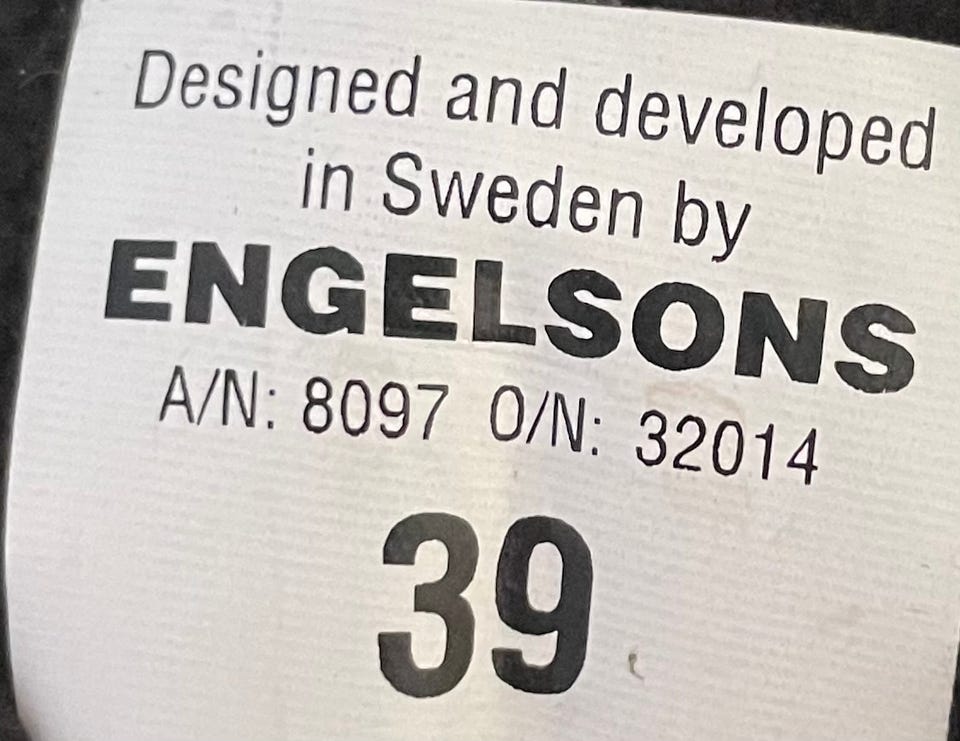 Designed and developed
in Sweden by
ENGELSONS
A/N: 8097 O/N: 32014
39